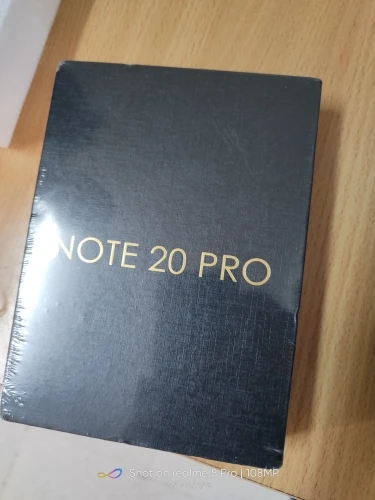 NOTE 20 PRO
Shot on realme 8 Pro | 108MP